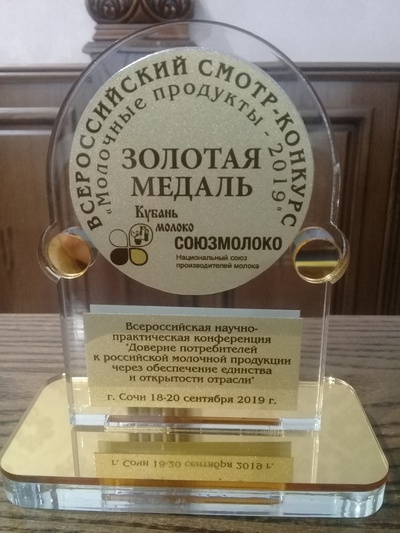 ВСЕРОССИЙСКИЙ СМОТР-КОНКУРС
"Молочные продукты - 2019"
ЗОЛОТАЯ
МЕДАЛЬ
Кубань
молоко
СОЮЗМОЛОКО
Национальный союз
производителей молока
Всероссийская научно-
практическая конференция
"Доверие потребителей
к российской молочной продукции
через обеспечение единства
и открытости отрасли"
г. Сочи 18-20 сентября 2019 г.